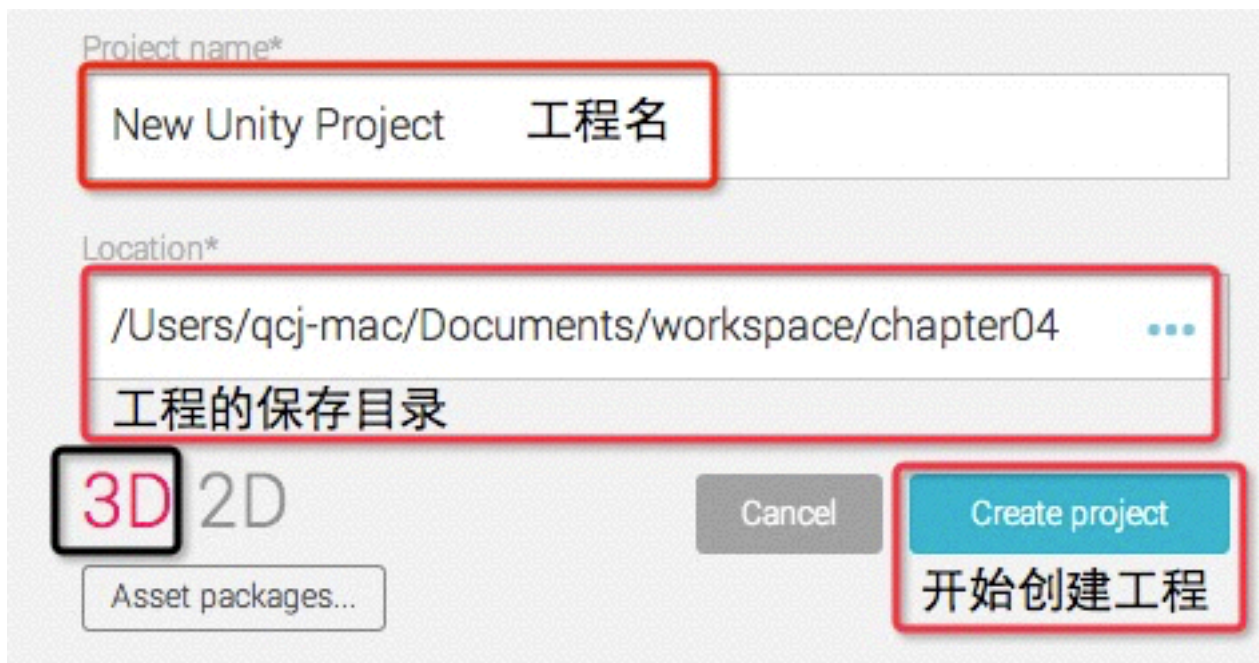 Project name*
New Unity Project 工程名
Location*
/Users/qcj-mac/Documents/workspace/chapter04 •••
工程的保存目录
3D 2D Cancel Create project
Asset packages... 开始创建工程